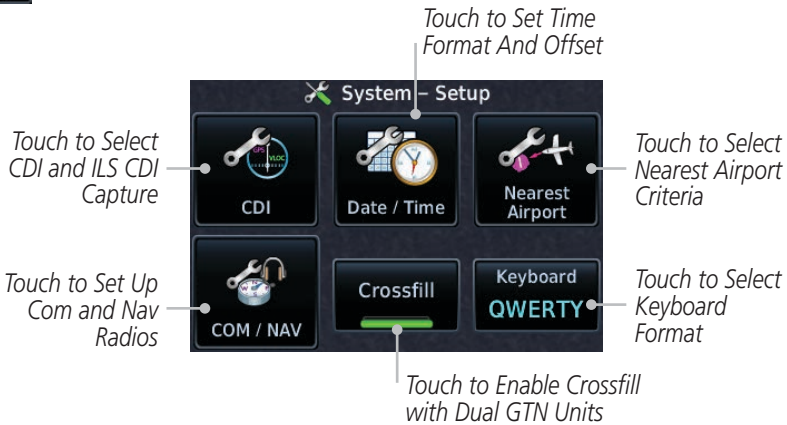 Touch to Set Time
Format And Offset
System – Setup
Touch to Select
CDI and ILS CDI
Capture
GPS
VLOC
CDI
Date / Time
Nearest
Airport
Touch to Select
Nearest Airport
Criteria
Touch to Set Up
Com and Nav
Radios
COM / NAV
Crossfill
Keyboard
QWERTY
Touch to Select
Keyboard
Format
Touch to Enable Crossfill
with Dual GTN Units